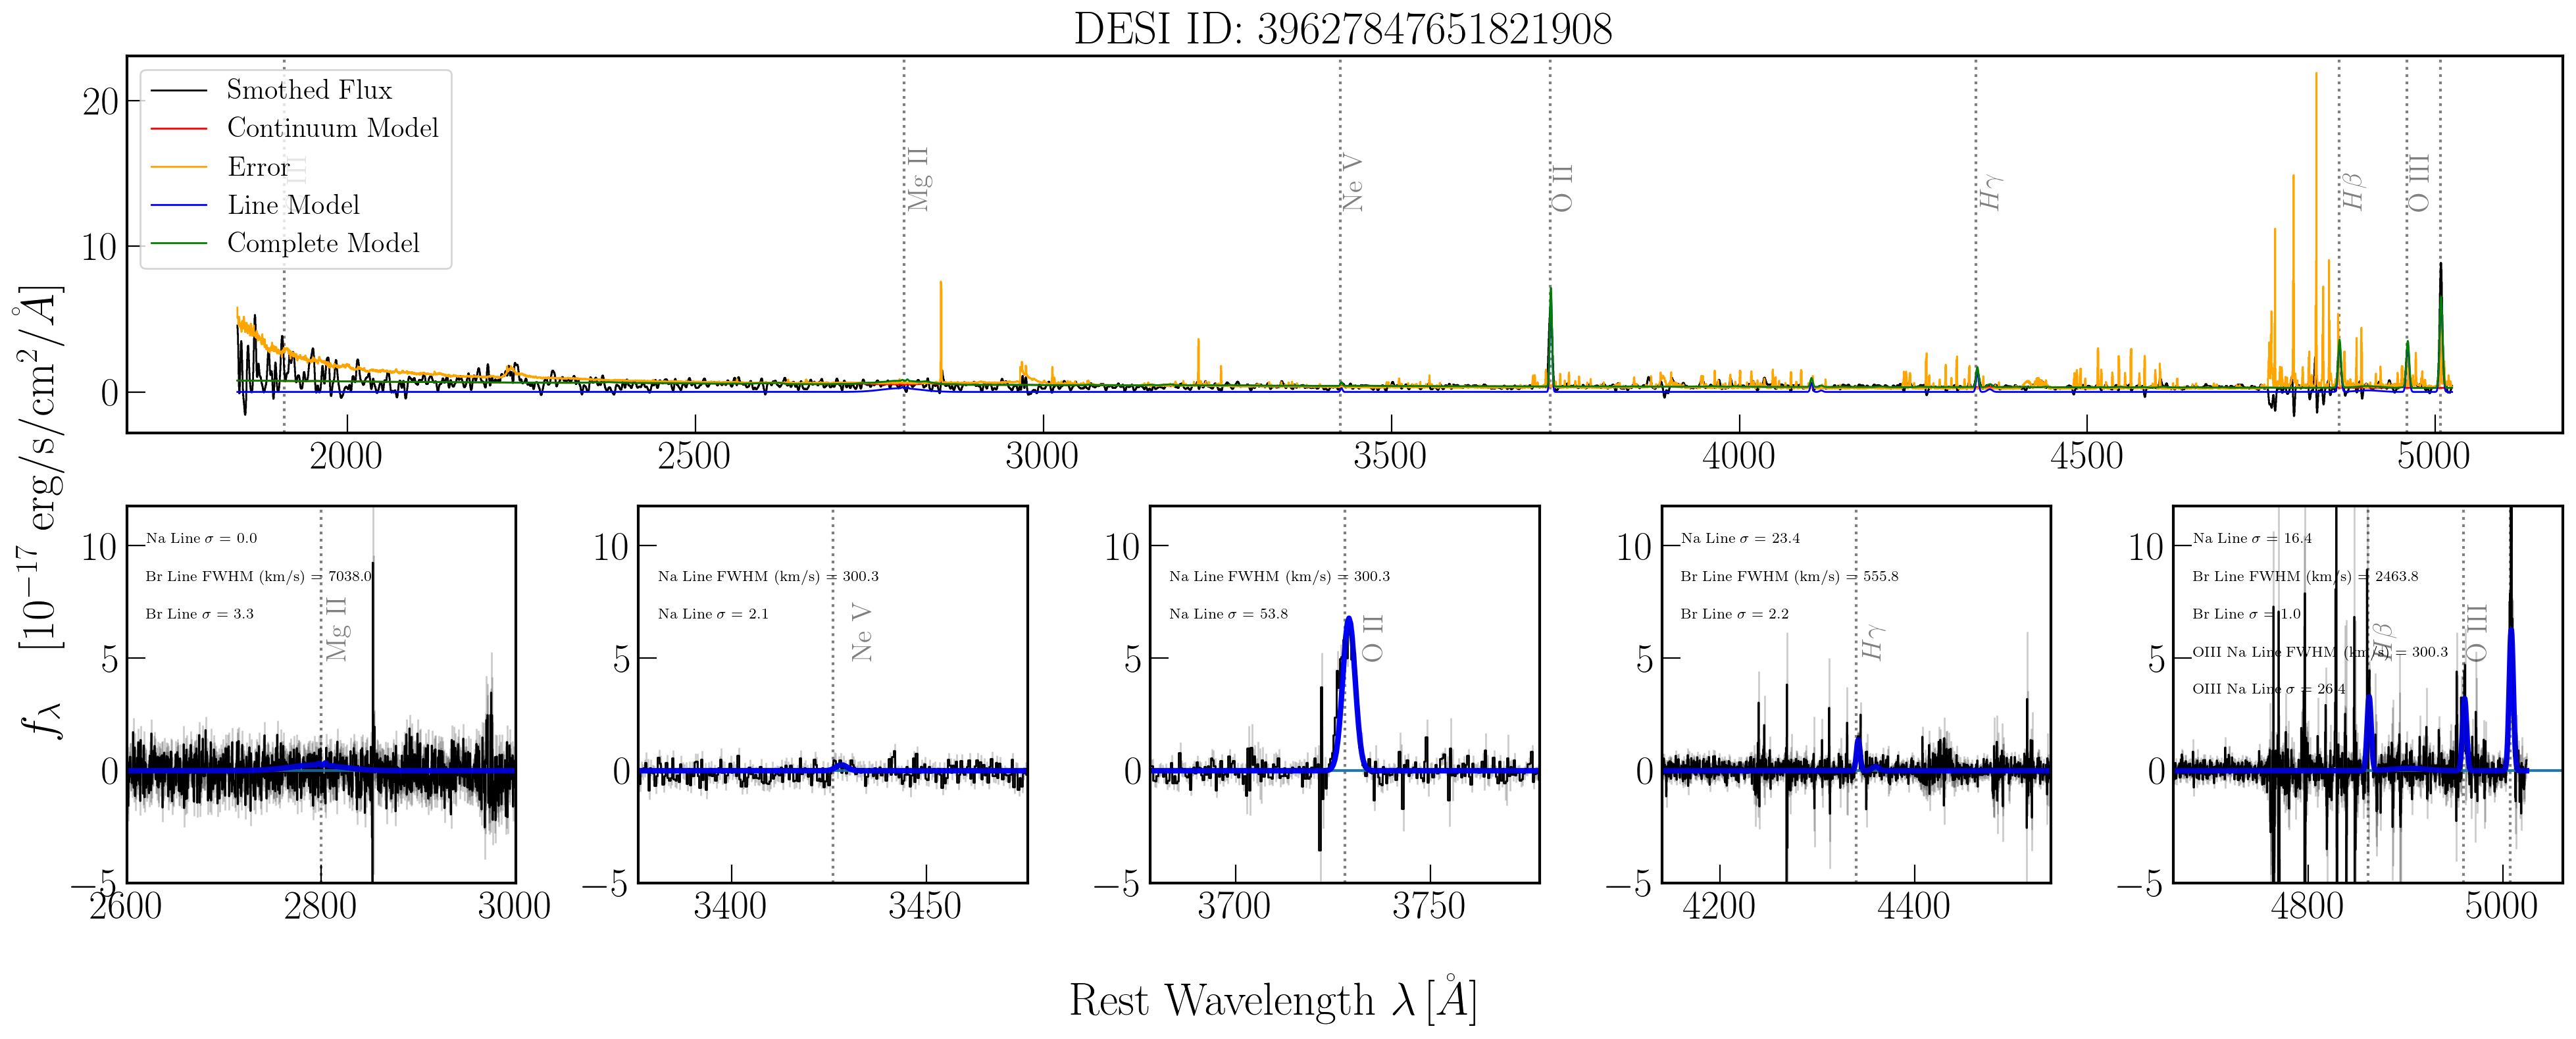 DESI ID: 39627847651821908
Smothed Flux
Continuum Model
Error
Line Model
Complete Model
Mg II
Ne V
O II
Hγ
Hβ
O III
20
10
0
2000 2500 3000 3500 4000 4500 5000
f_λ [10^{-17} erg/s/cm^2/Å]
Na Line σ = 0.0
Br Line FWHM (km/s) = 7038.0
Br Line σ = 3.3
Mg II
10
5
0
−5
2600 2800 3000
Na Line FWHM (km/s) = 300.3
Na Line σ = 2.1
Ne V
10
5
0
−5
3400 3450
Na Line FWHM (km/s) = 300.3
Na Line σ = 53.8
O II
10
5
0
−5
3700 3750
Na Line σ = 23.4
Br Line FWHM (km/s) = 555.8
Br Line σ = 2.2
Hγ
10
5
0
−5
4200 4400
Na Line σ = 16.4
Br Line FWHM (km/s) = 2463.8
Br Line σ = 1.0
OIII Na Line FWHM (km/s) = 300.3
OIII Na Line σ = 26.4
Hβ
O III
10
5
0
−5
4800 5000
Rest Wavelength λ [Å]